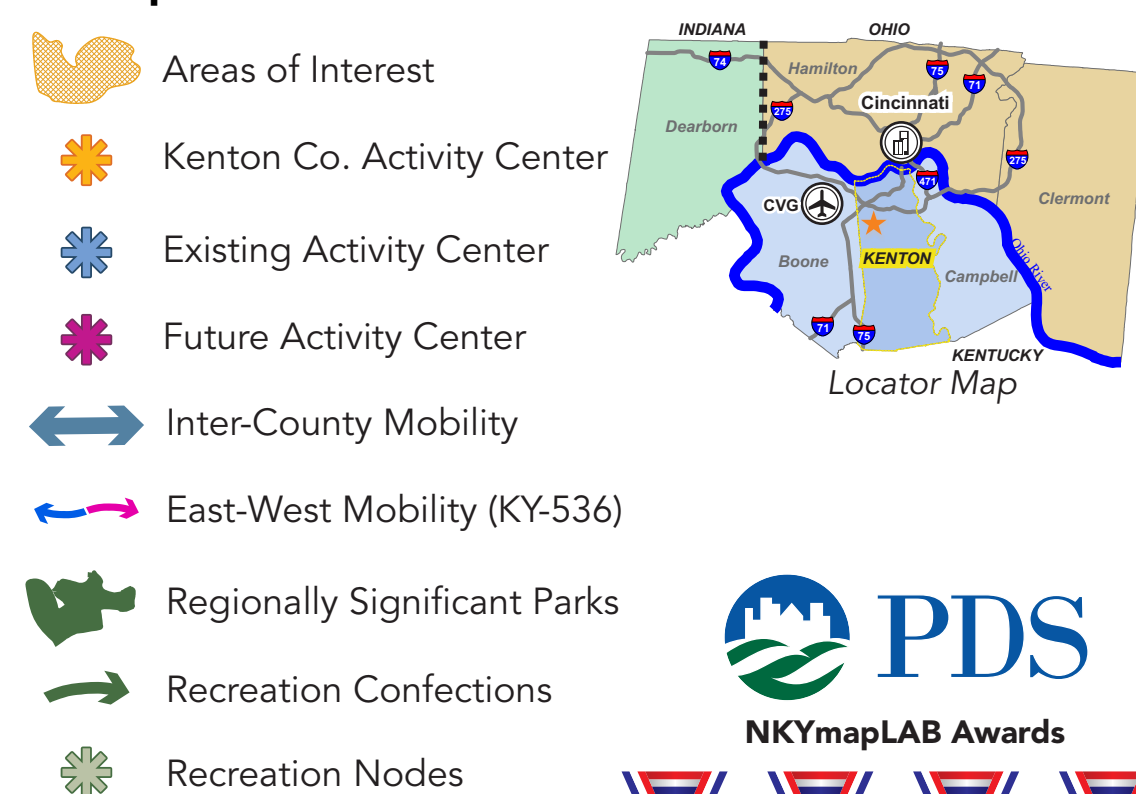 Areas of Interest
Kenton Co. Activity Center
Existing Activity Center
Future Activity Center
Inter-County Mobility
East-West Mobility (KY-536)
Regionally Significant Parks
Recreation Confections
Recreation Nodes
INDIANA
OHIO
74
Hamilton
75
71
Cincinnati
275
Dearborn
275
471
CVG
Clermont
KENTON
Boone
Campbell
Ohio River
71
75
KENTUCKY
Locator Map
PDS
NKYmapLAB Awards